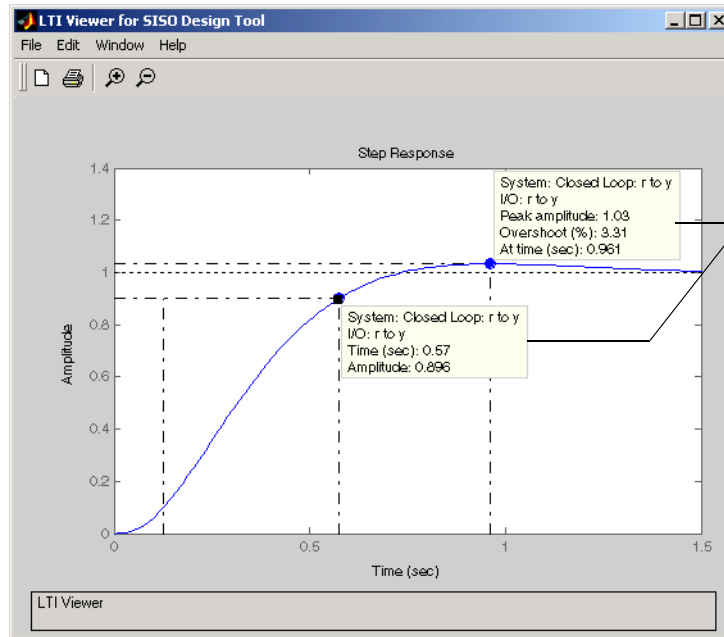 LTI Viewer for SISO Design Tool
File Edit Window Help
Step Response
1.4
1.2
1
0.8
0.6
0.4
0.2
0
Amplitude
System: Closed Loop: r to y
I/O: r to y
Peak amplitude: 1.03
Overshoot (%): 3.31
At time (sec): 0.961
System: Closed Loop: r to y
I/O: r to y
Time (sec): 0.57
Amplitude: 0.896
0 0.5 1 1.5
Time (sec)
LTI Viewer